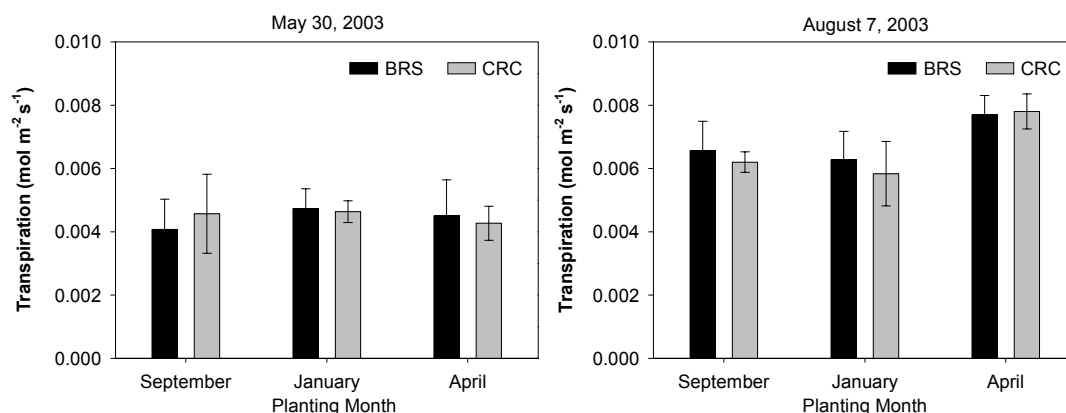 May 30, 2003
0.010
0.008
0.006
0.004
0.002
0.000
Transpiration (mol m⁻² s⁻¹)
BRS CRC
September January April
Planting Month
August 7, 2003
0.010
0.008
0.006
0.004
0.002
0.000
Transpiration (mol m⁻² s⁻¹)
BRS CRC
September January April
Planting Month